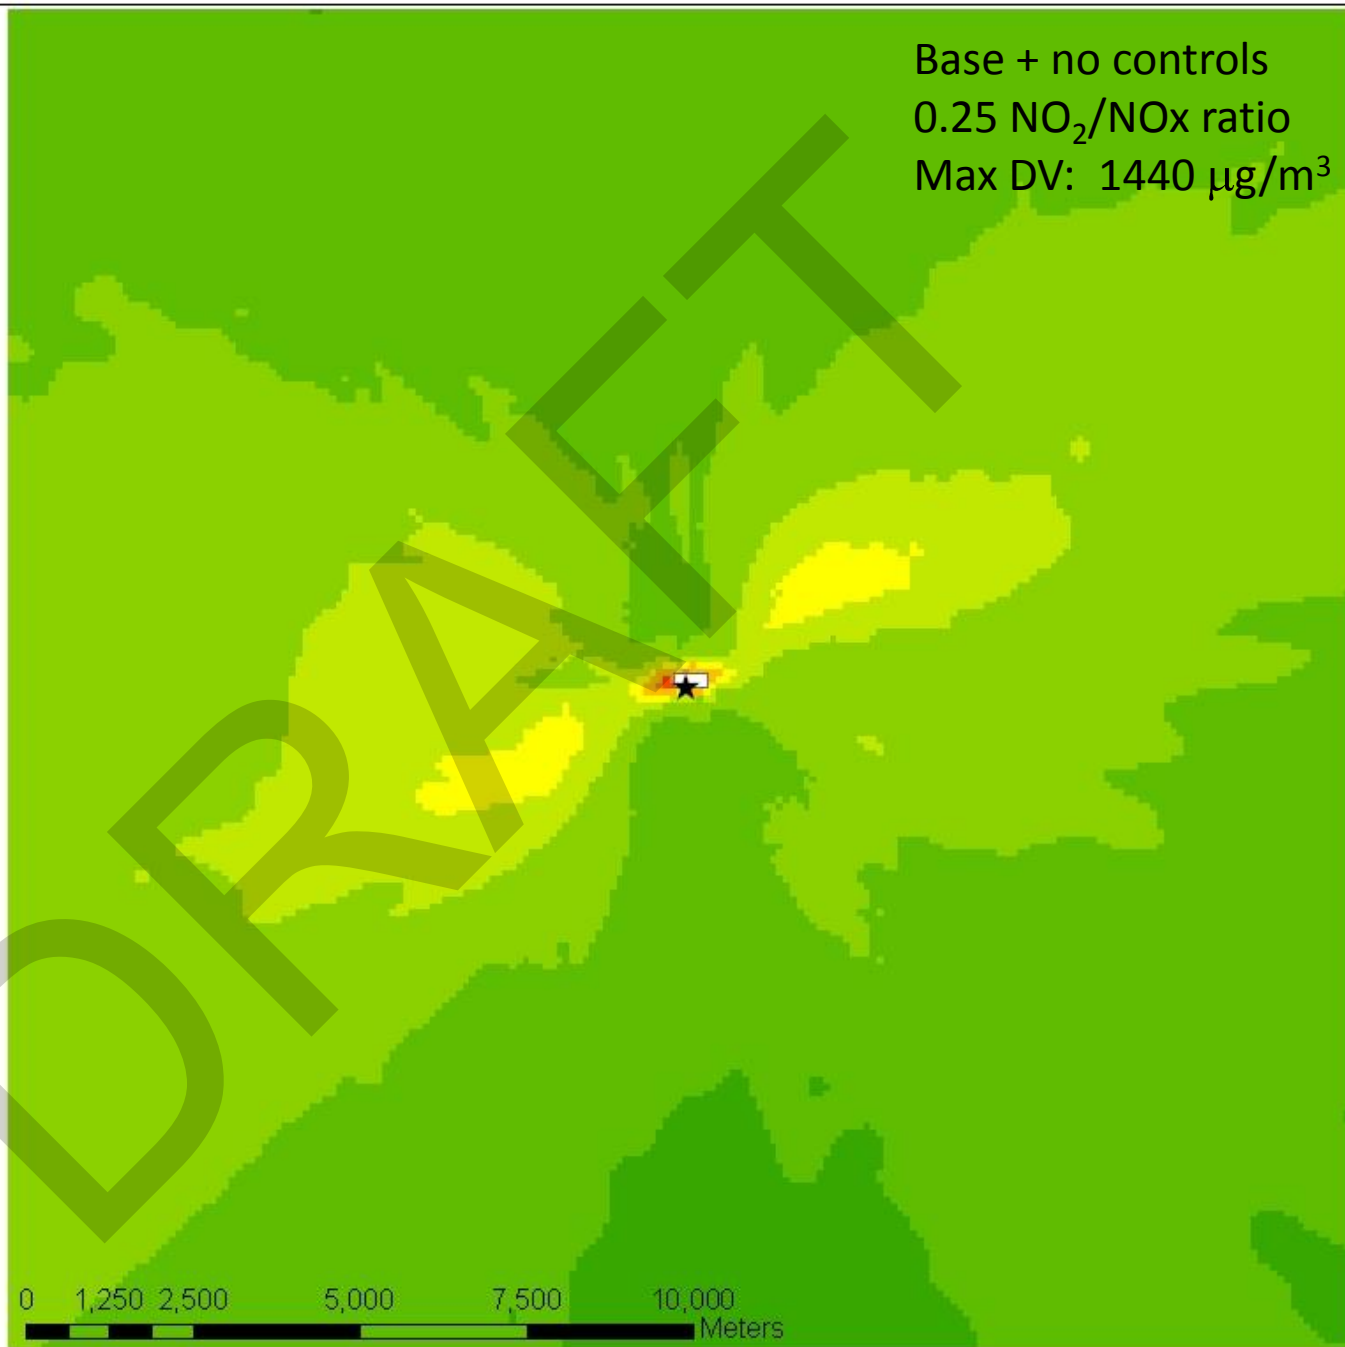 Base + no controls
0.25 NO₂/NOx ratio
Max DV: 1440 μg/m³
DRAFT
0 1,250 2,500 5,000 7,500 10,000
Meters